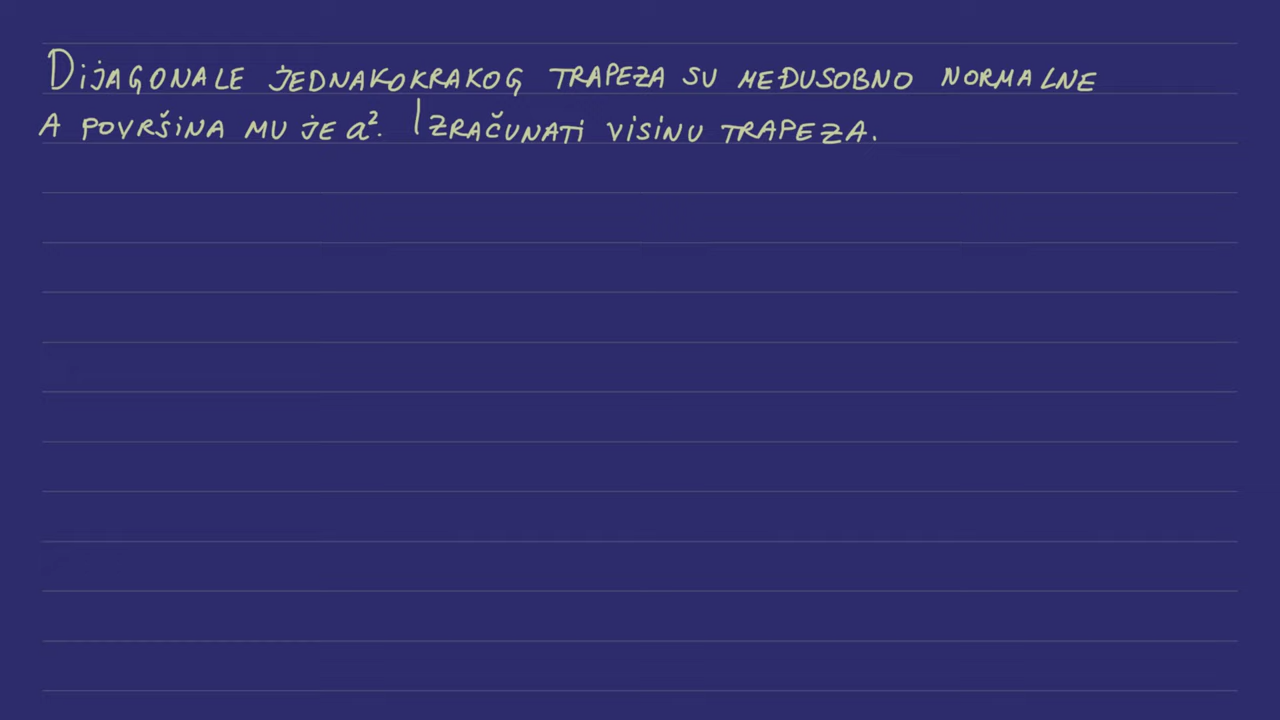 DIJAGONALE JEDNAKOKRAKOG TRAPEZA SU MEĐUSOBNO NORMALNE
A POVRŠINA MU JE a². IZRAČUNATI VISINU TRAPEZA.